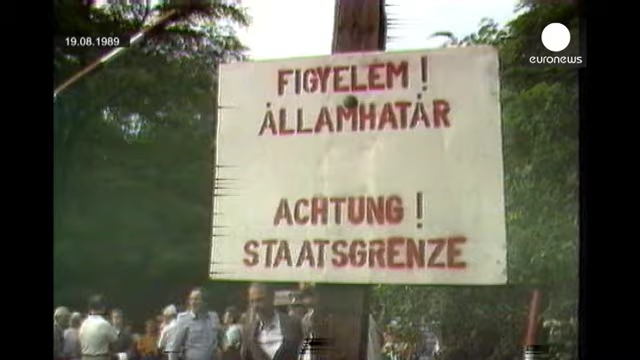 19.08.1989
euronews
FIGYELEM !
ÁLLAMHATÁR
ACHTUNG !
STAATSGRENZE